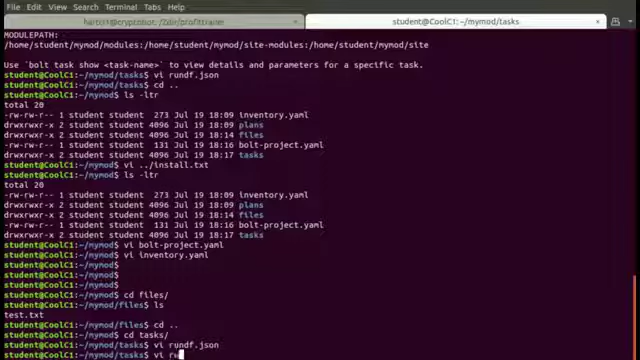 File Edit View Search Terminal Tabs Help
student@CoolC1: ~/mymod/tasks
MODULEPATH:
/home/student/mymod/modules:/home/student/mymod/site-modules:/home/student/mymod/site
Use `bolt task show <task-name>` to view details and parameters for a specific task.
student@CoolC1:~/mymod/tasks$ vi rundf.json
student@CoolC1:~/mymod/tasks$ cd ..
student@CoolC1:~/mymod$ ls -ltr
total 20
-rw-rw-r-- 1 student student 273 Jul 19 18:09 inventory.yaml
drwxrwxr-x 2 student student 4096 Jul 19 18:09 plans
drwxrwxr-x 2 student student 4096 Jul 19 18:14 files
-rw-rw-r-- 1 student student 131 Jul 19 18:16 bolt-project.yaml
drwxrwxr-x 2 student student 4096 Jul 19 18:16 tasks
student@CoolC1:~/mymod$ vi ../install.txt
student@CoolC1:~/mymod$ ls -ltr
total 20
-rw-rw-r-- 1 student student 273 Jul 19 18:09 inventory.yaml
drwxrwxr-x 2 student student 4096 Jul 19 18:09 plans
drwxrwxr-x 2 student student 4096 Jul 19 18:14 files
-rw-rw-r-- 1 student student 131 Jul 19 18:16 bolt-project.yaml
drwxrwxr-x 2 student student 4096 Jul 19 18:16 tasks
student@CoolC1:~/mymod$ vi bolt-project.yaml
student@CoolC1:~/mymod$ vi inventory.yaml
student@CoolC1:~/mymod$
student@CoolC1:~/mymod$
student@CoolC1:~/mymod$
student@CoolC1:~/mymod$ cd files/
student@CoolC1:~/mymod/files$ ls
test.txt
student@CoolC1:~/mymod/files$ cd ..
student@CoolC1:~/mymod$ cd tasks/
student@CoolC1:~/mymod/tasks$ vi rundf.json
student@CoolC1:~/mymod/tasks$ vi